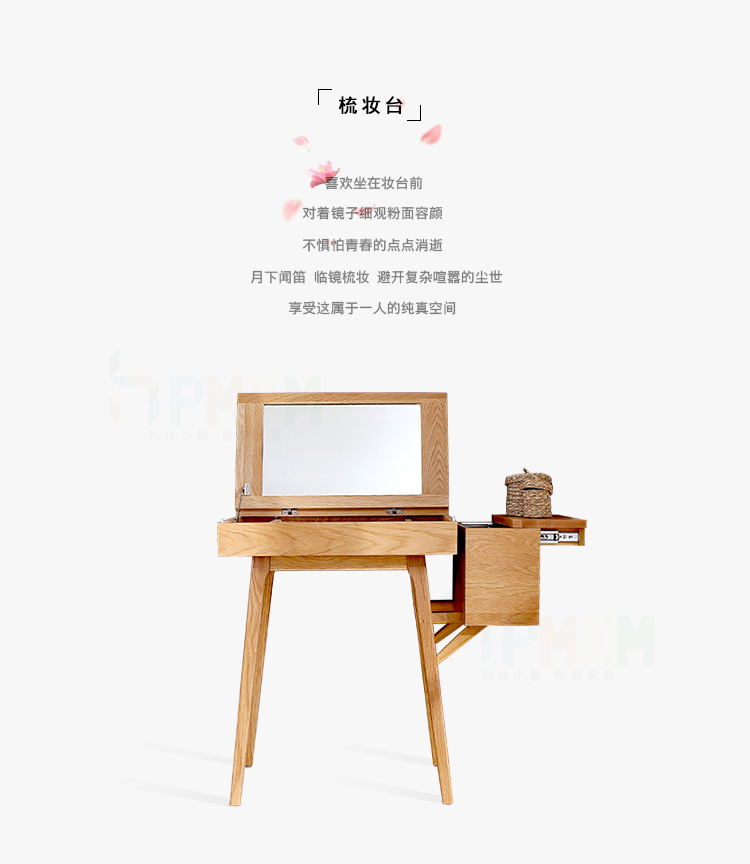 梳妆台
喜欢坐在妆台前
对着镜子细观粉面容颜
不惧怕青春的点点消逝
月下闻笛 临镜梳妆 避开复杂喧嚣的尘世
享受这属于一人的纯真空间
PMXM
PMXM